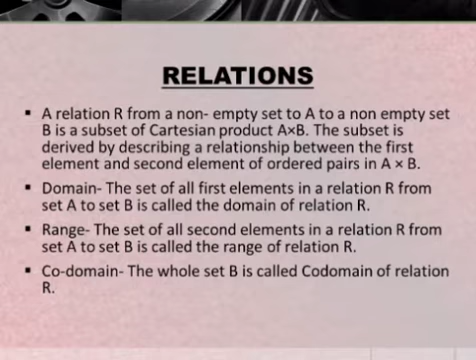 RELATIONS
▪ A relation R from a non- empty set to A to a non empty set
B is a subset of Cartesian product A×B. The subset is
derived by describing a relationship between the first
element and second element of ordered pairs in A × B.
▪ Domain- The set of all first elements in a relation R from
set A to set B is called the domain of relation R.
▪ Range- The set of all second elements in a relation R from
set A to set B is called the range of relation R.
▪ Co-domain- The whole set B is called Codomain of relation
R.